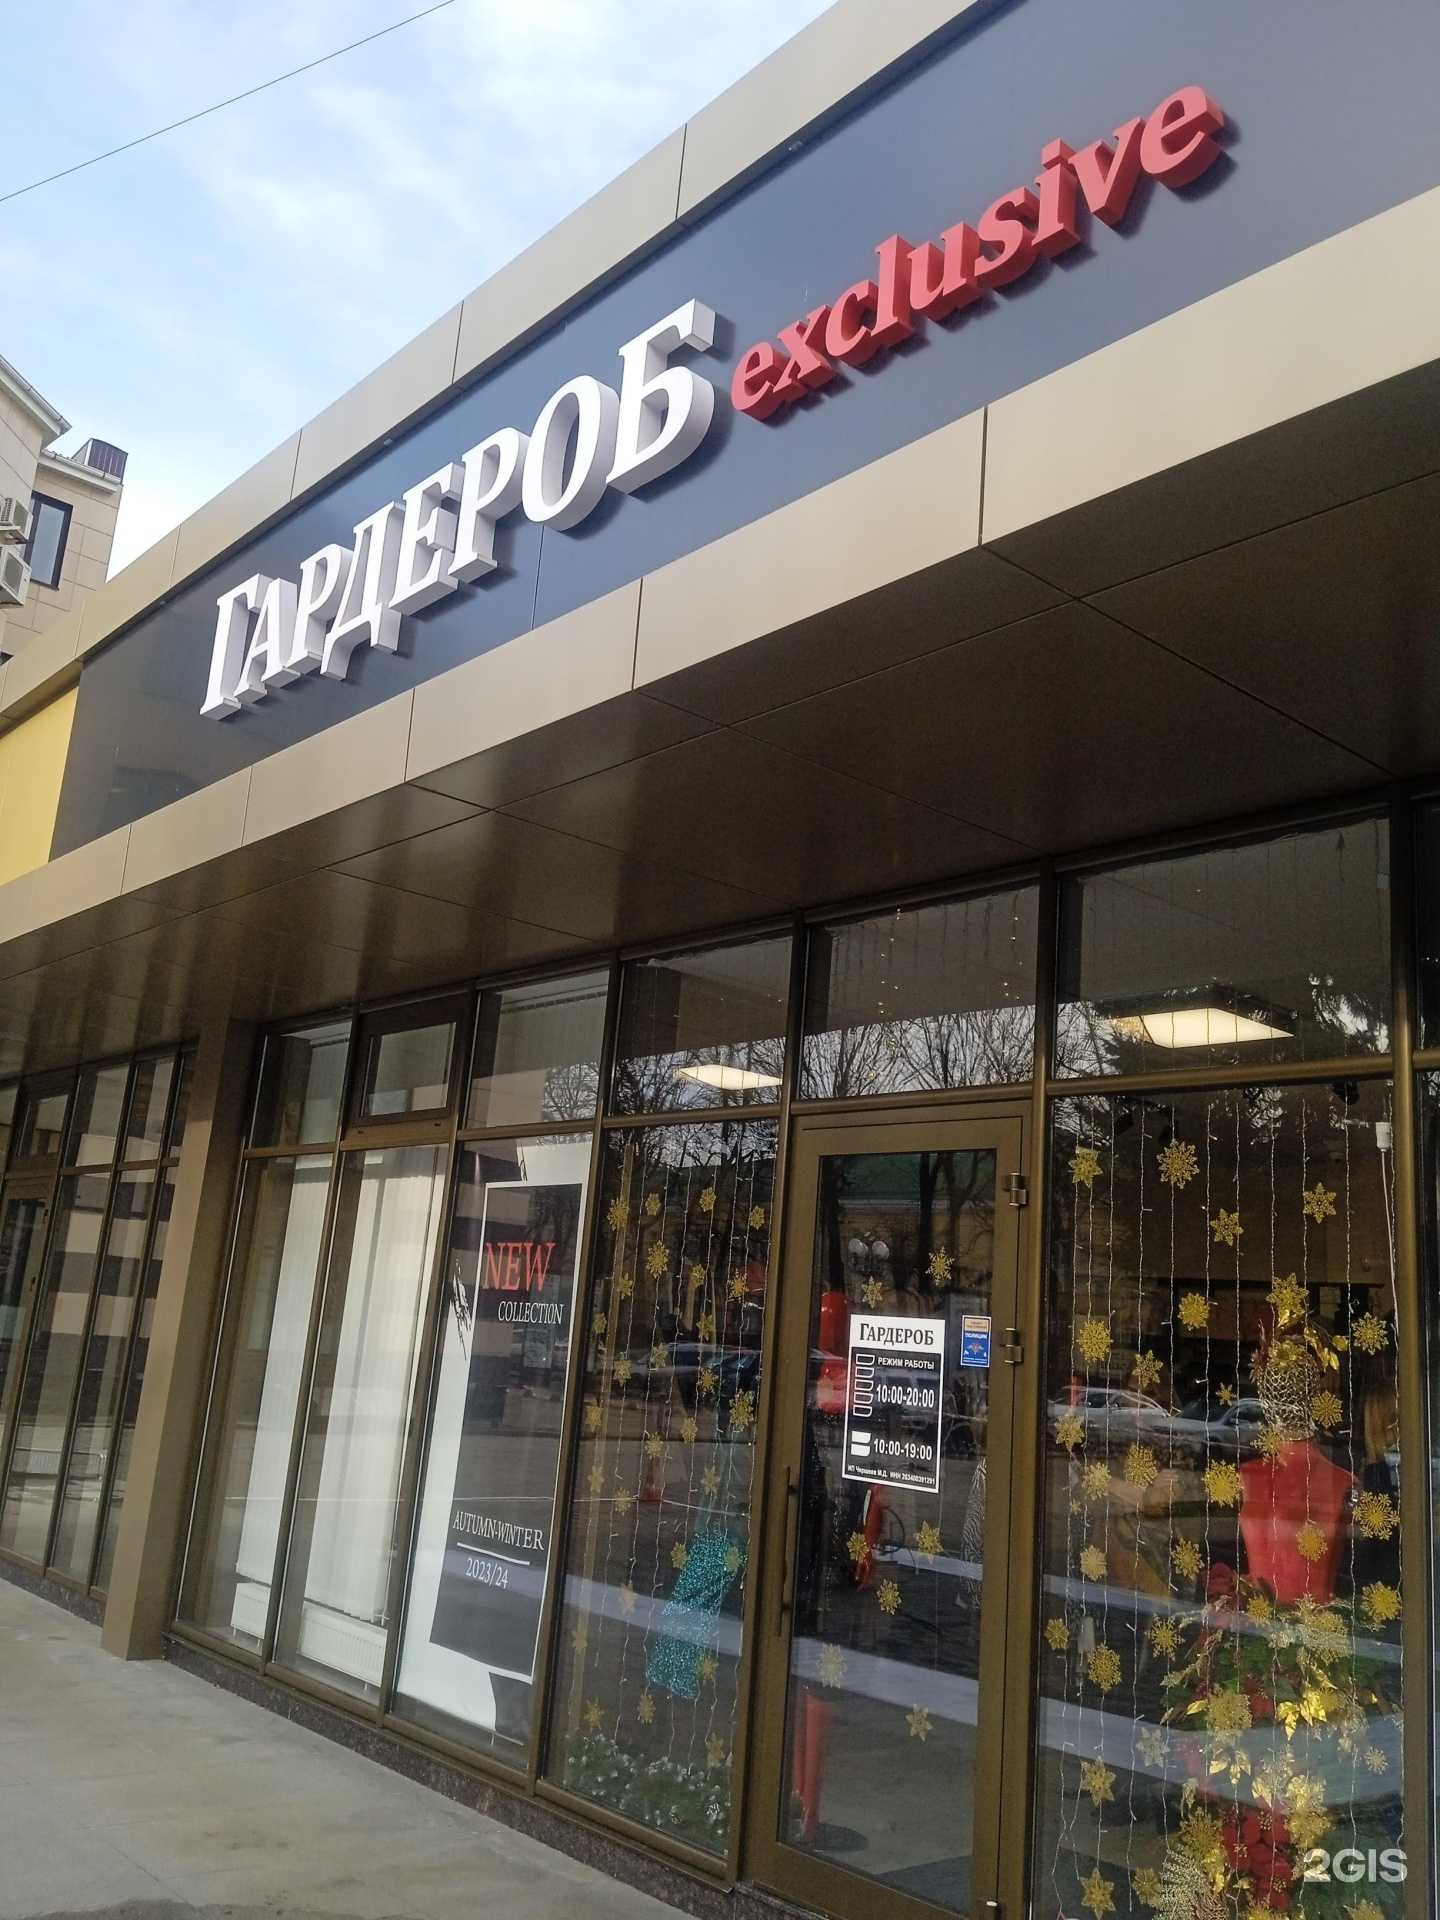 ГАРДЕРОБ exclusive
NEW
COLLECTION
AUTUMN-WINTER
2023/24
ГАРДЕРОБ
РЕЖИМ РАБОТЫ
10:00-20:00
10:00-19:00
ПОЛИЦИИ
2GIS